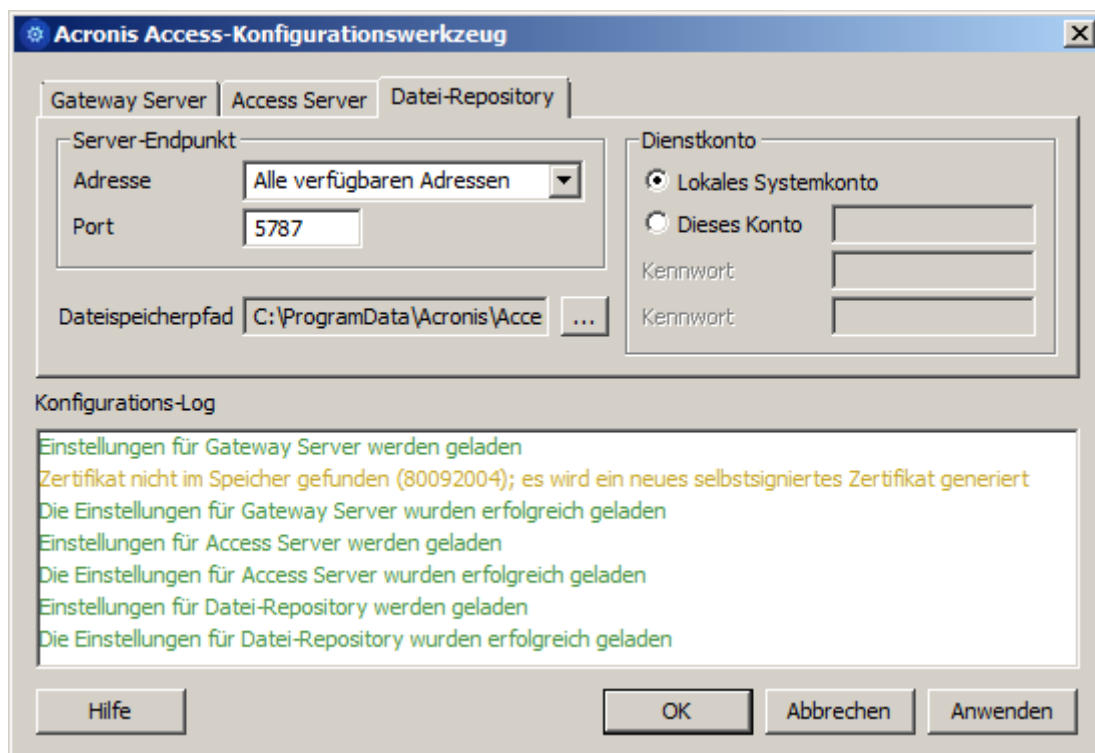 Acronis Access-Konfigurationswerkzeug
Gateway Server
Access Server
Datei-Repository
Server-Endpunkt
Adresse
Alle verfügbaren Adressen
Port
5787
Dateispeicherpfad
C:\ProgramData\Acronis\Acce
...
Dienstkonto
Lokales Systemkonto
Dieses Konto
Kennwort
Kennwort
Konfigurations-Log
Einstellungen für Gateway Server werden geladen
Zertifikat nicht im Speicher gefunden (80092004); es wird ein neues selbstsigniertes Zertifikat generiert
Die Einstellungen für Gateway Server wurden erfolgreich geladen
Einstellungen für Access Server werden geladen
Die Einstellungen für Access Server wurden erfolgreich geladen
Einstellungen für Datei-Repository werden geladen
Die Einstellungen für Datei-Repository wurden erfolgreich geladen
Hilfe
OK
Abbrechen
Anwenden